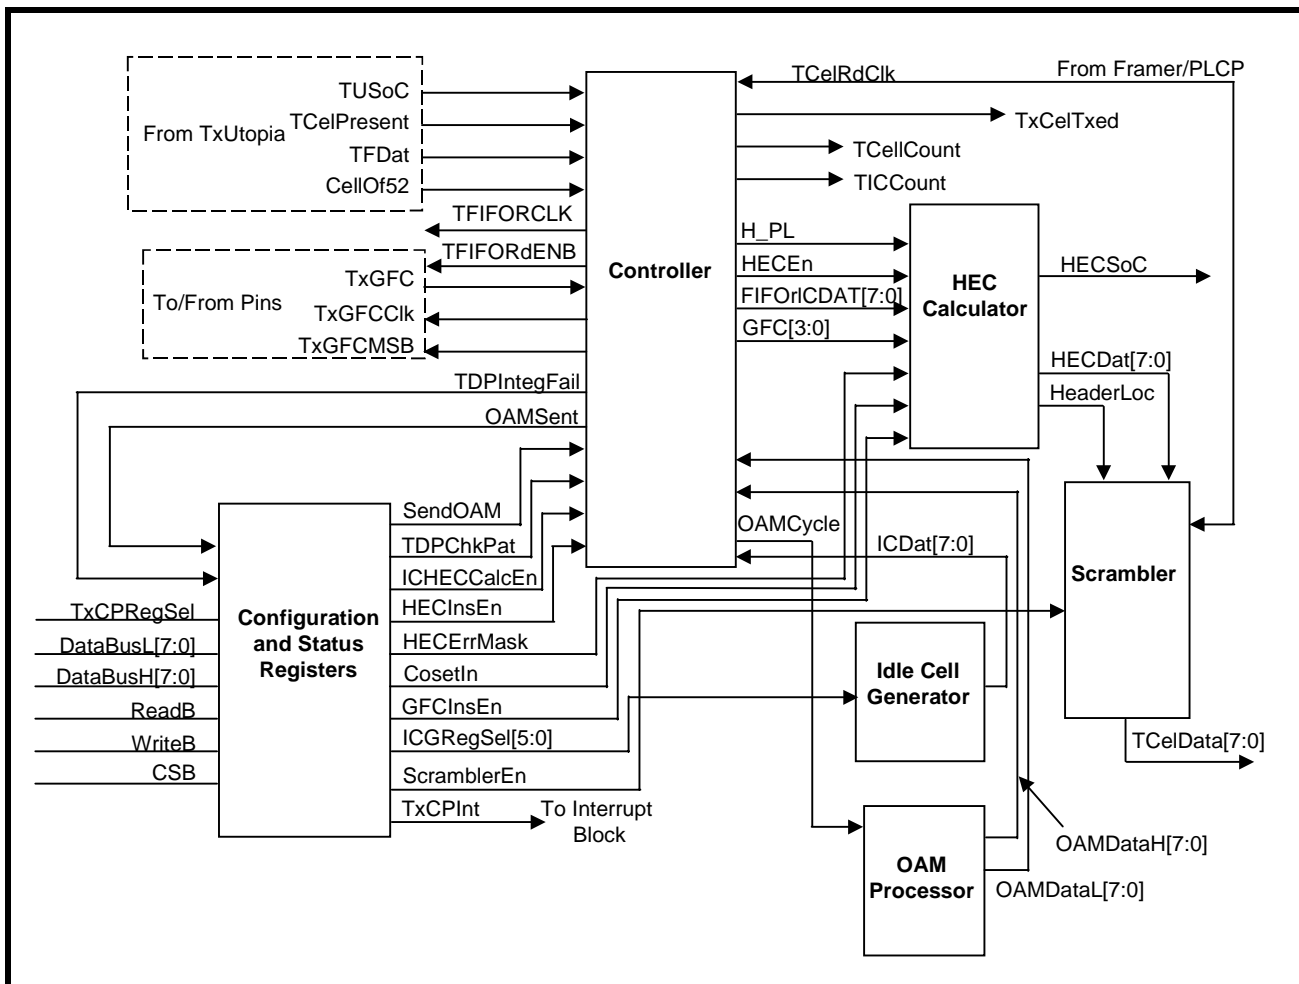 TCelRdClk
From Framer/PLCP
TUSoC
TCelPresent
From TxUtopia
TFDat
CellOf52
TxCelTxed
TCellCount
TICCount
TFIFORCLK
TFIFORdENB
To/From Pins
TxGFC
TxGFCClk
TxGFCMSB
Controller
H_PL
HECEn
FIFOrICDAT[7:0]
GFC[3:0]
HEC
Calculator
HECSoC
HECDat[7:0]
HeaderLoc
TDPIntegFail
OAMSent
SendOAM
TDPChkPat
ICHECCalcEn
HECInsEn
HECErrMask
CosetIn
GFCInsEn
ICGRegSel[5:0]
ScramblerEn
TxCPInt
To Interrupt
Block
OAMCycle
ICDat[7:0]
Scrambler
TxCPRegSel
DataBusL[7:0]
DataBusH[7:0]
ReadB
WriteB
CSB
Configuration
and Status
Registers
Idle Cell
Generator
TCelData[7:0]
OAM
Processor
OAMDataH[7:0]
OAMDataL[7:0]